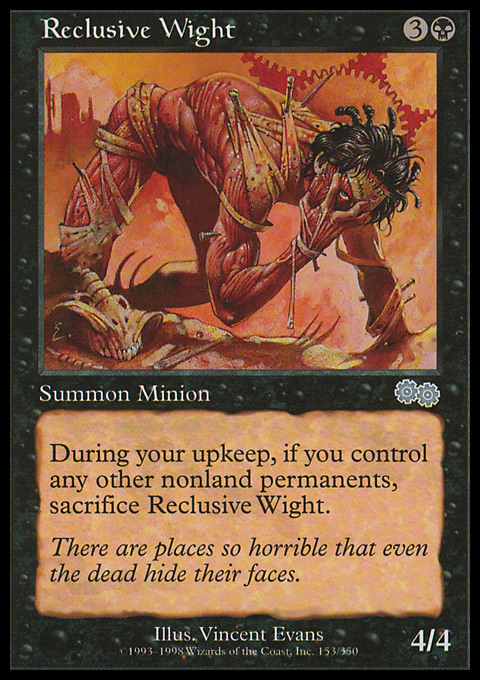 Reclusive Wight 3
Summon Minion
During your upkeep, if you control
any other nonland permanents,
sacrifice Reclusive Wight.
There are places so horrible that even
the dead hide their faces.
Illus. Vincent Evans
©1993–1998 Wizards of the Coast, Inc. 153/350
4/4